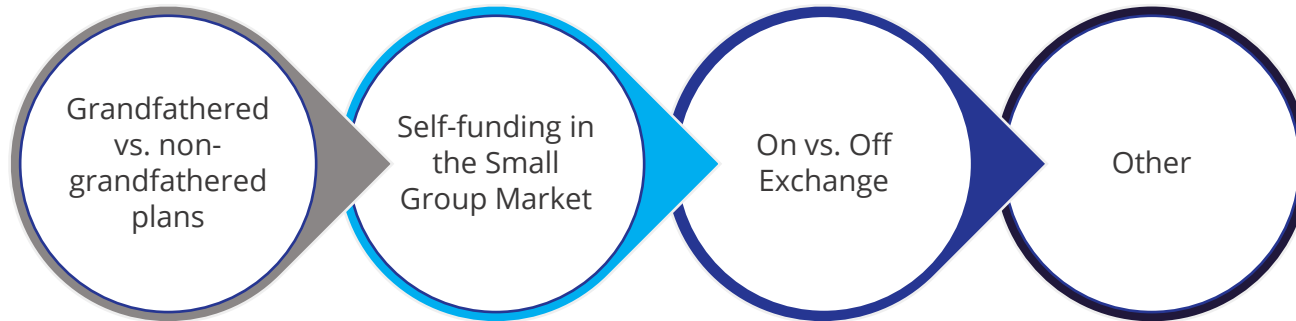 Grandfathered
vs. non-
grandfathered
plans
Self-funding in
the Small
Group Market
On vs. Off
Exchange
Other